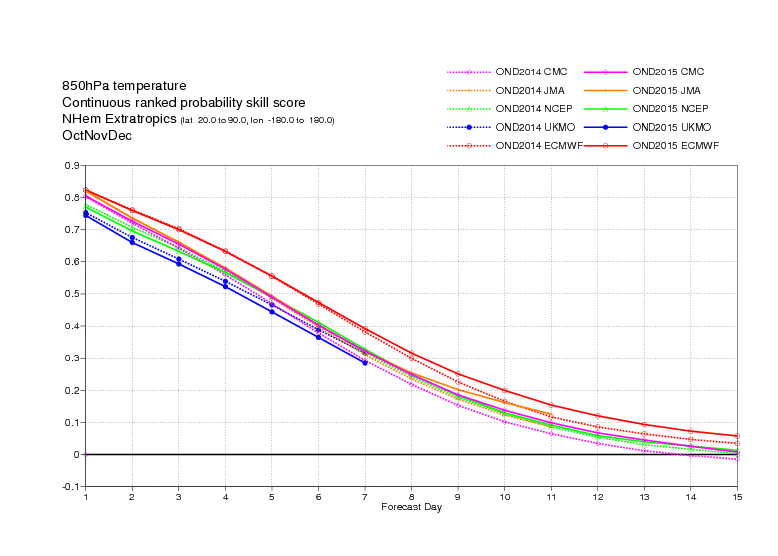 850hPa temperature
Continuous ranked probability skill score
NHem Extratropics (lat 20.0 to 90.0, lon -180.0 to 180.0)
OctNovDec
OND2014 CMC OND2015 CMC
OND2014 JMA OND2015 JMA
OND2014 NCEP OND2015 NCEP
OND2014 UKMO OND2015 UKMO
OND2014 ECMWF OND2015 ECMWF
0.9
0.8
0.7
0.6
0.5
0.4
0.3
0.2
0.1
0
-0.1
1 2 3 4 5 6 7 8 9 10 11 12 13 14 15
Forecast Day